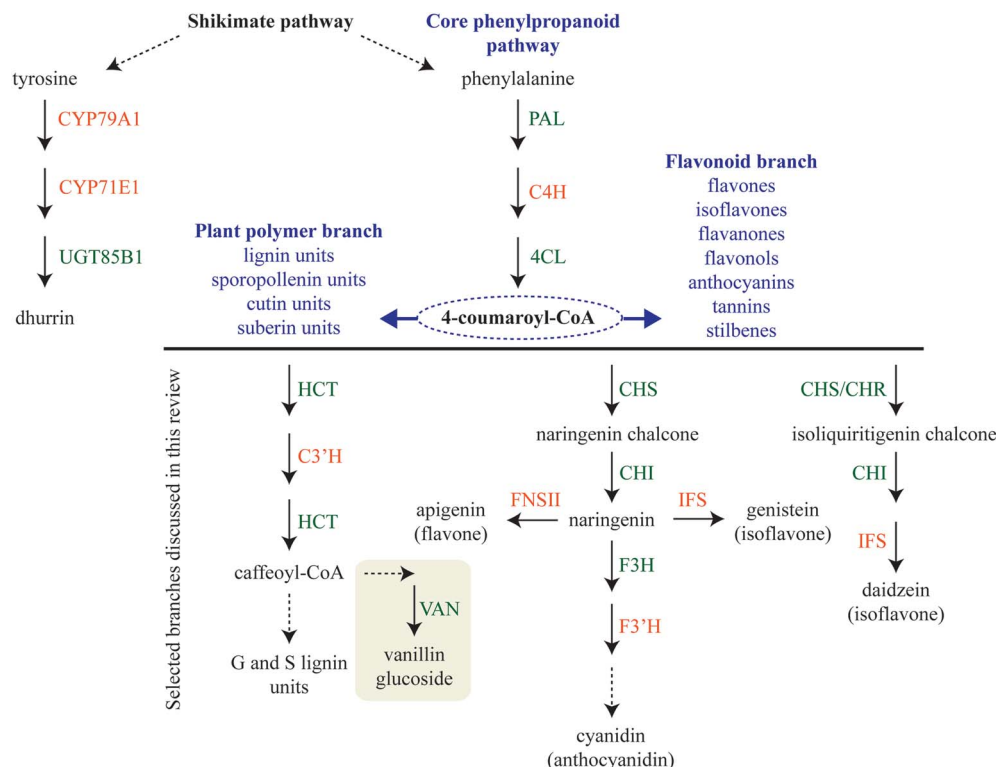 Shikimate pathway
Core phenylpropanoid
pathway
tyrosine
phenylalanine
CYP79A1
PAL
CYP71E1
C4H
UGT85B1
4CL
dhurrin
Plant polymer branch
lignin units
sporopollenin units
cutin units
suberin units
4-coumaroyl-CoA
Flavonoid branch
flavones
isoflavones
flavanones
flavonols
anthocyanins
tannins
stilbenes
Selected branches discussed in this review
HCT
C3’H
HCT
caffeoyl-CoA
G and S lignin
units
VAN
vanillin
glucoside
CHS
naringenin chalcone
CHI
FNSII
IFS
apigenin
(flavone)
naringenin
genistein
(isoflavone)
F3H
F3’H
cyanidin
(anthocyanidin)
CHS/CHR
isoliquiritigenin chalcone
CHI
IFS
daidzein
(isoflavone)